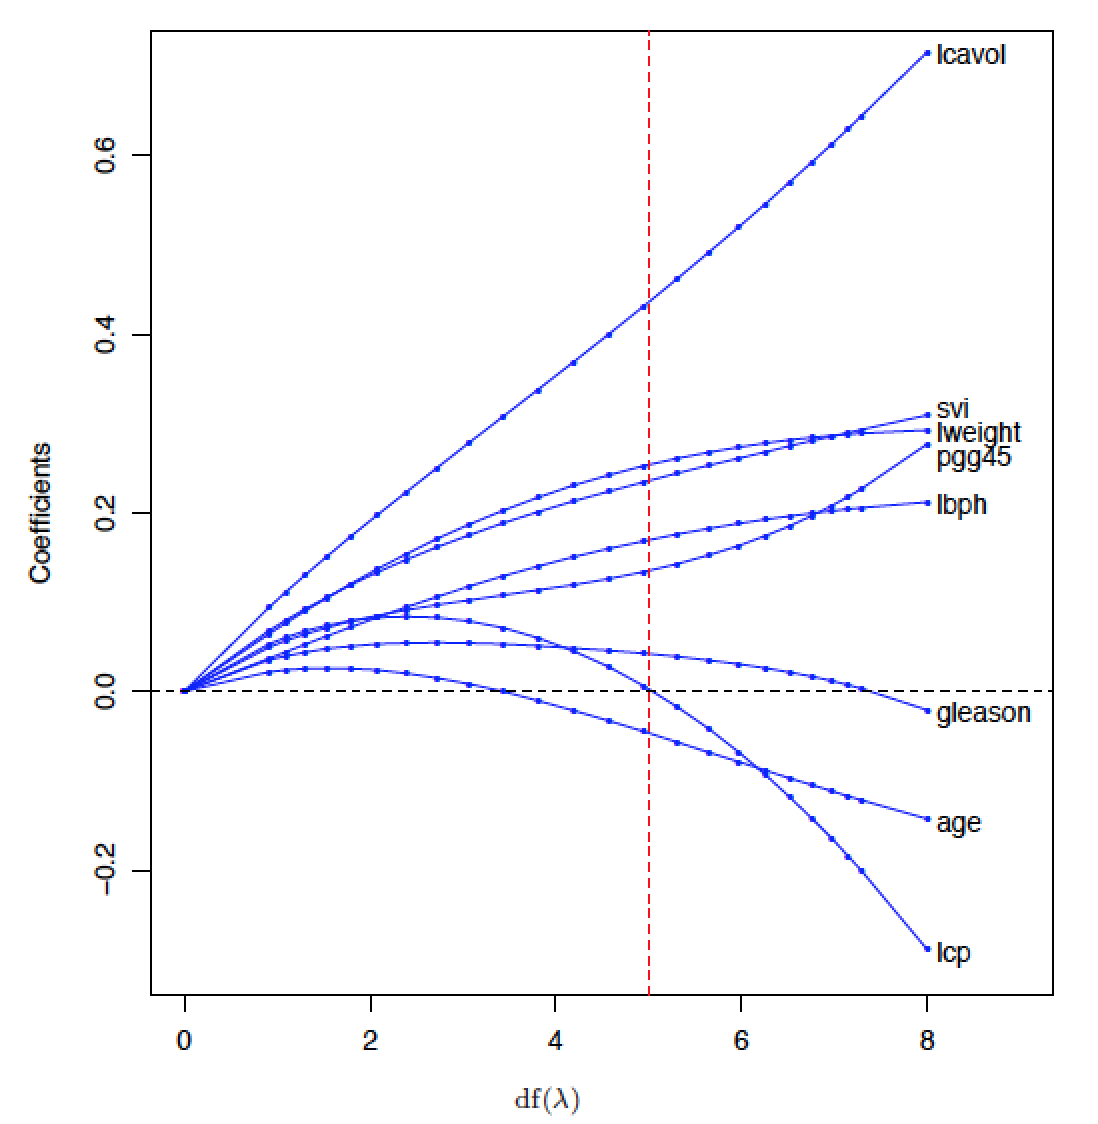 lcavol
0.6
0.4
svi
lweight
pgg45
0.2
lbph
Coefficients
0.0
gleason
age
−0.2
lcp
0 2 4 6 8
df(λ)